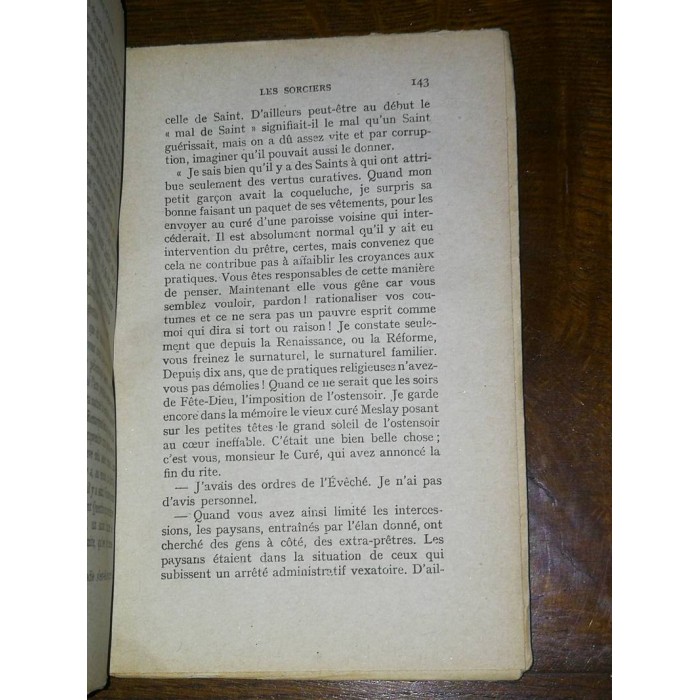 LES SORCIERS 143
celle de Saint. D'ailleurs peut-être au début le
« mal de Saint » signifiait-il le mal qu'un Saint
guérissait, mais on a dû assez vite et par corrup-
tion, imaginer qu'il pouvait aussi le donner.
« Je sais bien qu'il y a des Saints à qui ont attri-
bue seulement des vertus curatives. Quand mon
petit garçon avait la coqueluche, je surpris sa
bonne faisant un paquet de ses vêtements, pour les
envoyer au curé d'une paroisse voisine qui inter-
céderait. Il est absolument normal qu'il y ait eu
intervention du prêtre, certes, mais convenez que
cela ne contribue pas à affaiblir les croyances aux
pratiques. Vous êtes responsables de cette manière
de penser. Maintenant elle vous gêne car vous
semblez vouloir, pardon! rationaliser vos cou-
tumes et ce ne sera pas un pauvre esprit comme
moi qui dira si tort ou raison! Je constate seule-
ment que depuis la Renaissance, ou la Réforme,
vous freinez le surnaturel, le surnaturel familier.
Depuis dix ans, que de pratiques religieuses n'avez-
vous pas démolies! Quand ce ne serait que les soirs
de Fête-Dieu, l'imposition de l'ostensoir. Je garde
encore dans la mémoire le vieux curé Meslay posant
sur les petites têtes le grand soleil de l'ostensoir
au cœur ineffable. C'était une bien belle chose;
c'est vous, monsieur le Curé, qui avez annoncé la
fin du rite.
— J'avais des ordres de l'Évêché. Je n'ai pas
d'avis personnel.
— Quand vous avez ainsi limité les interces-
sions, les paysans, entraînés par l'élan donné, ont
cherché des gens à côté, des extra-prêtres. Les
paysans étaient dans la situation de ceux qui
subissent un arrêté administratif vexatoire. D'ail-